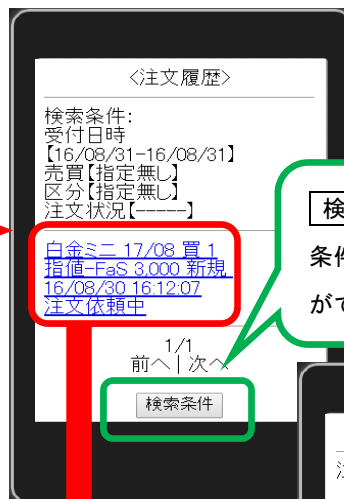 <注文履歴>
検索条件:
受付日時
【16/08/31-16/08/31】
売買【指定無し】
区分【指定無し】
注文状況【-----】
白金ミニ 17/08 買 1
指値-FaS 3,000 新規
16/08/30 16:12:07
注文依頼中
1/1
前へ | 次へ
検索条件
検
条件
がて
注